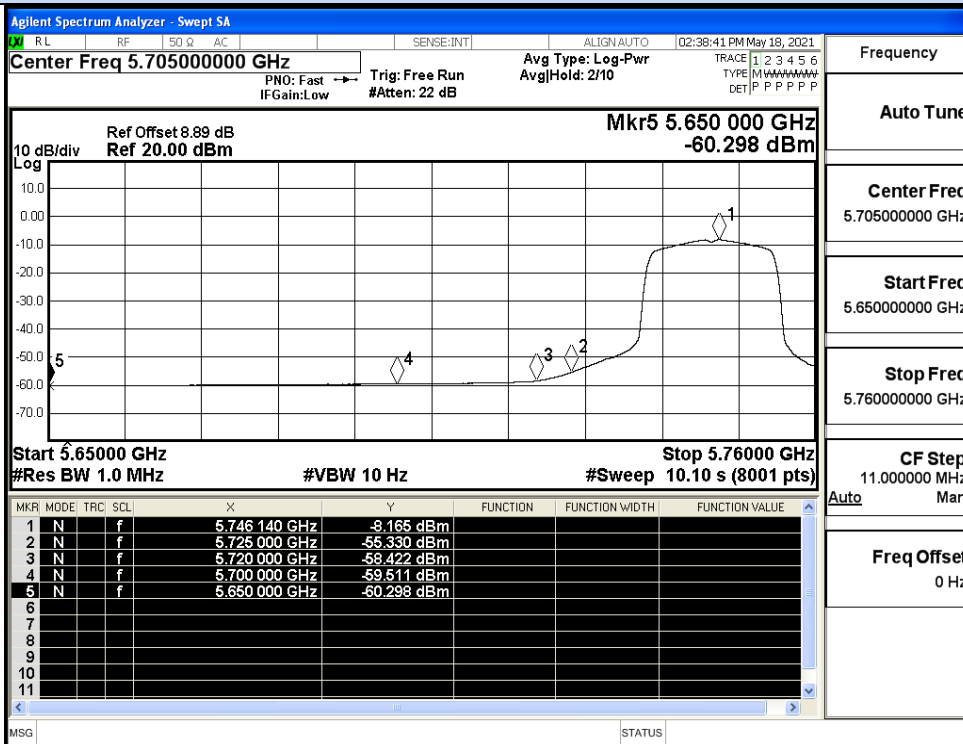 Agilent Spectrum Analyzer - Swept SA
LXI RL RF 50 Ω AC SENSE:INT ALIGN AUTO 02:38:41 PM May 18, 2021
Center Freq 5.705000000 GHz
PNO: Fast
IFGain:Low
Trig: Free Run
#Atten: 22 dB
Avg Type: Log-Pwr
Avg|Hold: 2/10
TRACE 1 2 3 4 5 6
TYPE M
DET P P P P P P
Mkr5 5.650 000 GHz
-60.298 dBm
Ref Offset 8.89 dB
10 dB/div Ref 20.00 dBm
Log
10.0
0.00
-10.0
-20.0
-30.0
-40.0
-50.0
-60.0
-70.0
1
2
3
4
5
Start 5.65000 GHz Stop 5.76000 GHz
#Res BW 1.0 MHz #VBW 10 Hz #Sweep 10.10 s (8001 pts)
MKR MODE TRC SCL X Y FUNCTION FUNCTION WIDTH FUNCTION VALUE
1 N f 5.746 140 GHz -8.165 dBm
2 N f 5.725 000 GHz -55.330 dBm
3 N f 5.720 000 GHz -58.422 dBm
4 N f 5.700 000 GHz -59.511 dBm
5 N f 5.650 000 GHz -60.298 dBm
6
7
8
9
10
11
MSG STATUS
Frequency
Auto Tune
Center Freq
5.705000000 GHz
Start Freq
5.650000000 GHz
Stop Freq
5.760000000 GHz
CF Step
11.000000 MHz
Auto Man
Freq Offset
0 Hz